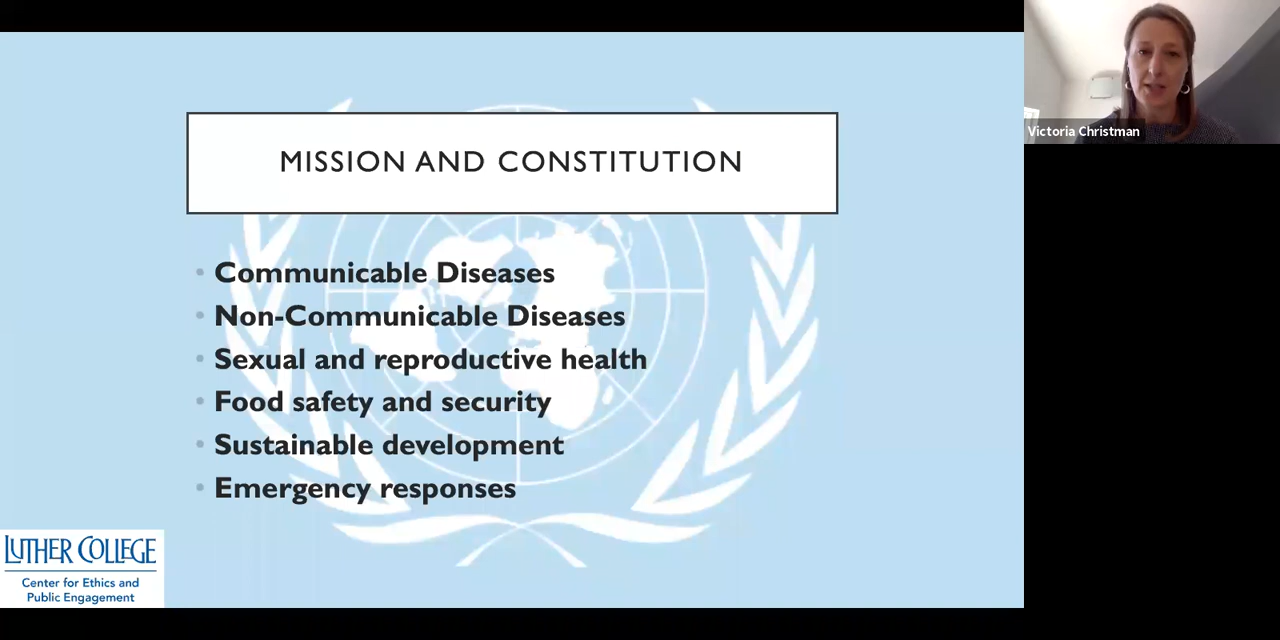 MISSION AND CONSTITUTION
Communicable Diseases
Non-Communicable Diseases
Sexual and reproductive health
Food safety and security
Sustainable development
Emergency responses
LUTHER COLLEGE
Center for Ethics and
Public Engagement
Victoria Christman